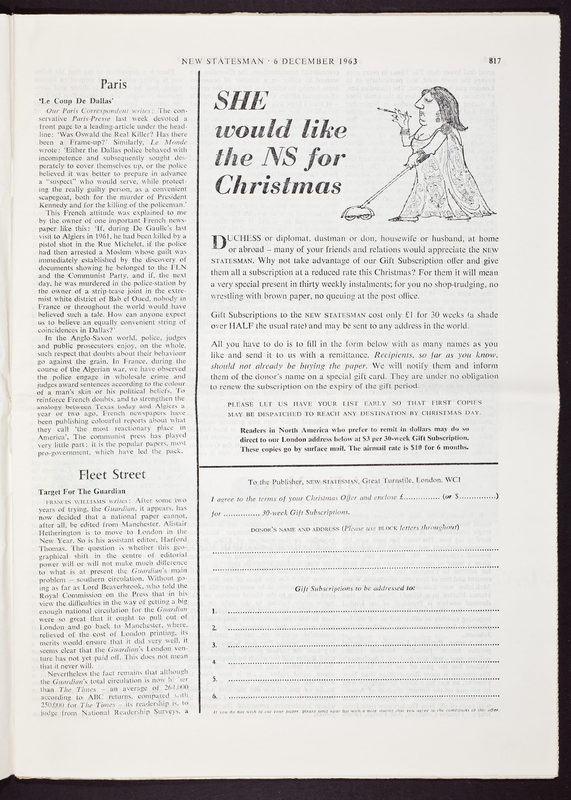 NEW STATESMAN · 6 DECEMBER 1963
817
Paris
'Le Coup De Dallas'
Our Paris Correspondent writes: The con-
servative Paris-Presse last week devoted a
front page to a leading-article under the head-
line: 'Was Oswald the Real Killer? Has there
been a Frame-up?' Similarly, Le Monde
wrote: 'Either the Dallas police behaved with
incompetence and subsequently sought des-
perately to cover themselves up, or the police
believed it was better to prepare in advance
a "suspect" who would serve, while protect-
ing the really guilty person, as a convenient
scapegoat, both for the murder of President
Kennedy and for the killing of the policeman.'
This French attitude was explained to me
by the owner of one important French news-
paper like this: 'If, during De Gaulle's last
visit to Algiers in 1961, he had been killed by a
pistol shot in the Rue Michelet, if the police
had then arrested a Moslem whose guilt was
immediately established by the discovery of
documents showing he belonged to the FLN
and the Communist Party, and if, the next
day, he was murdered in the police-station by
the owner of a strip-tease joint in the extre-
mist white district of Bab el Oued, nobody in
France or throughout the world would have
believed such a tale. How can anyone expect
us to believe an equally convenient string of
coincidences in Dallas?'
In the Anglo-Saxon world, police, judges
and public prosecutors enjoy, on the whole,
such respect that doubts about their behaviour
go against the grain. In France, during the
course of the Algerian war, we have observed
the police engage in wholesale crime and
judges award sentences according to the colour
of a man's skin or his political beliefs. To
reinforce French doubts, and to strengthen the
analogy between Texas today and Algiers a
year or two ago, French newspapers have
been publishing colourful reports about what
they call 'the most reactionary place in
America'. The communist press has played
very little part; it is the popular papers, most
pro-government, which have led the pack.
Fleet Street
Target For The Guardian
FRANCIS WILLIAMS writes: After some two
years of trying, the Guardian, it appears, has
now decided that a national paper cannot,
after all, be edited from Manchester. Alistair
Hetherington is to move to London in the
New Year. So is his assistant editor, Harford
Thomas. The question is whether this geo-
graphical shift in the centre of editorial
power will or will not make much difference
to what is at present the Guardian's main
problem – southern circulation. Without go-
ing as far as Lord Beaverbrook, who told the
Royal Commission on the Press that in his
view the difficulties in the way of getting a big
enough national circulation for the Guardian
were so great that it ought to pull out of
London and go back to Manchester, where,
relieved of the cost of London printing, its
merits would ensure that it did very well, it
seems clear that the Guardian's London ven-
ture has not yet paid off. This does not mean
that it never will.
Nevertheless the fact remains that although
the Guardian's total circulation is now
than The Times – an average of
according to ABC returns, compared with
250,000 for The Times – its readership is, to
judge from National Readership Surveys, a
SHE
would like
the NS for
Christmas
DUCHESS or diplomat, dustman or don, housewife or husband, at home
or abroad – many of your friends and relations would appreciate the NEW
STATESMAN. Why not take advantage of our Gift Subscription offer and give
them all a subscription at a reduced rate this Christmas? For them it will mean
a very special present in thirty weekly instalments; for you no shop-trudging, no
wrestling with brown paper, no queuing at the post office.
Gift Subscriptions to the NEW STATESMAN cost only £1 for 30 weeks (a shade
over HALF the usual rate) and may be sent to any address in the world.
All you have to do is to fill in the form below with as many names as you
like and send it to us with a remittance. Recipients, so far as you know,
should not already be buying the paper. We will notify them and inform
them of the donor's name on a special gift card. They are under no obligation
to renew the subscription on the expiry of the gift period.
PLEASE LET US HAVE YOUR LIST EARLY SO THAT FIRST COPIES
MAY BE DISPATCHED TO REACH ANY DESTINATION BY CHRISTMAS DAY.
Readers in North America who prefer to remit in dollars may do so
direct to our London address below at $3 per 30-week Gift Subscription.
These copies go by surface mail. The airmail rate is $10 for 6 months.
To the Publisher, NEW STATESMAN, Great Turnstile, London, WC1
I agree to the terms of your Christmas Offer and enclose £............... (or $...............)
for ............... 30-week Gift Subscriptions.
DONOR'S NAME AND ADDRESS (Please use BLOCK letters throughout)
Gift Subscriptions to be addressed to:
1.
2.
3.
4.
5.
6.
If you do not wish to cut your paper, please send